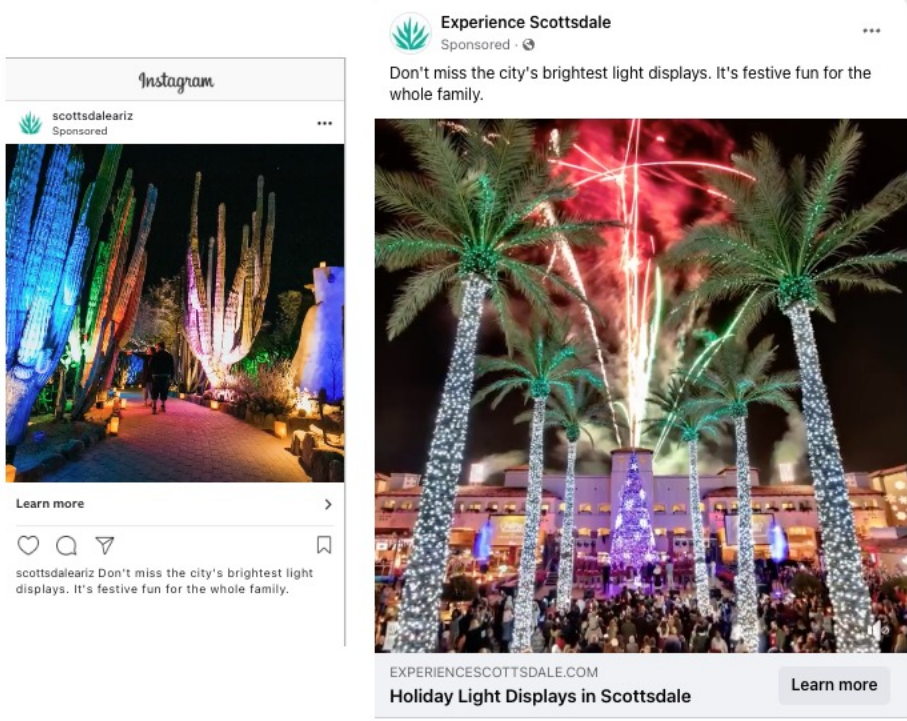 Instagram
scottsdaleariz
Sponsored
Learn more
scottsdaleariz Don't miss the city's brightest light
displays. It's festive fun for the whole family.
Experience Scottsdale
Sponsored ·
Don't miss the city's brightest light displays. It's festive fun for the
whole family.
EXPERIENCESCOTTSDALE.COM
Holiday Light Displays in Scottsdale
Learn more